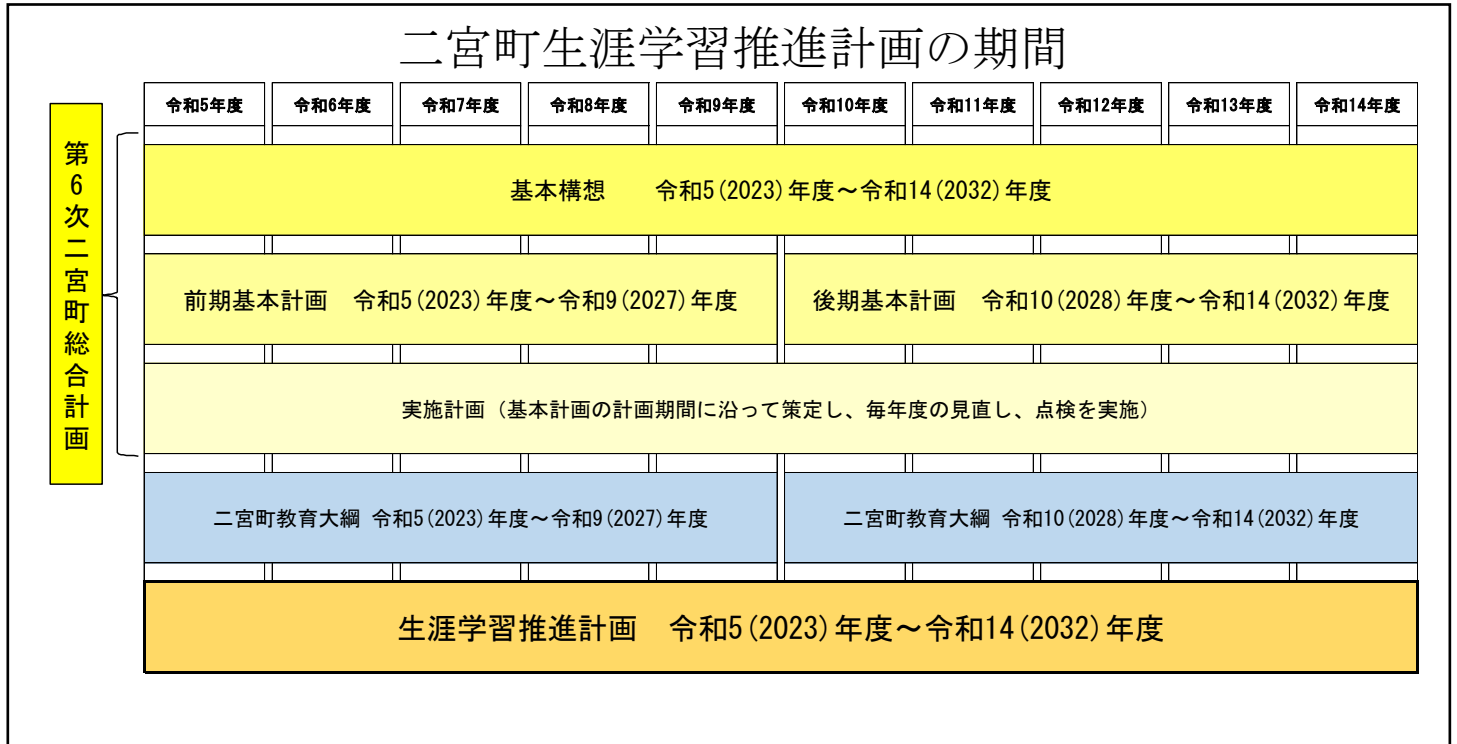 二宮町生涯学習推進計画の期間
令和5年度 令和6年度 令和7年度 令和8年度 令和9年度 令和10年度 令和11年度 令和12年度 令和13年度 令和14年度
第6次二宮町総合計画
基本構想　　令和5(2023)年度～令和14(2032)年度
前期基本計画　令和5(2023)年度～令和9(2027)年度
後期基本計画　令和10(2028)年度～令和14(2032)年度
実施計画（基本計画の計画期間に沿って策定し、毎年度の見直し、点検を実施）
二宮町教育大綱 令和5(2023)年度～令和9(2027)年度
二宮町教育大綱 令和10(2028)年度～令和14(2032)年度
生涯学習推進計画　令和5(2023)年度～令和14(2032)年度